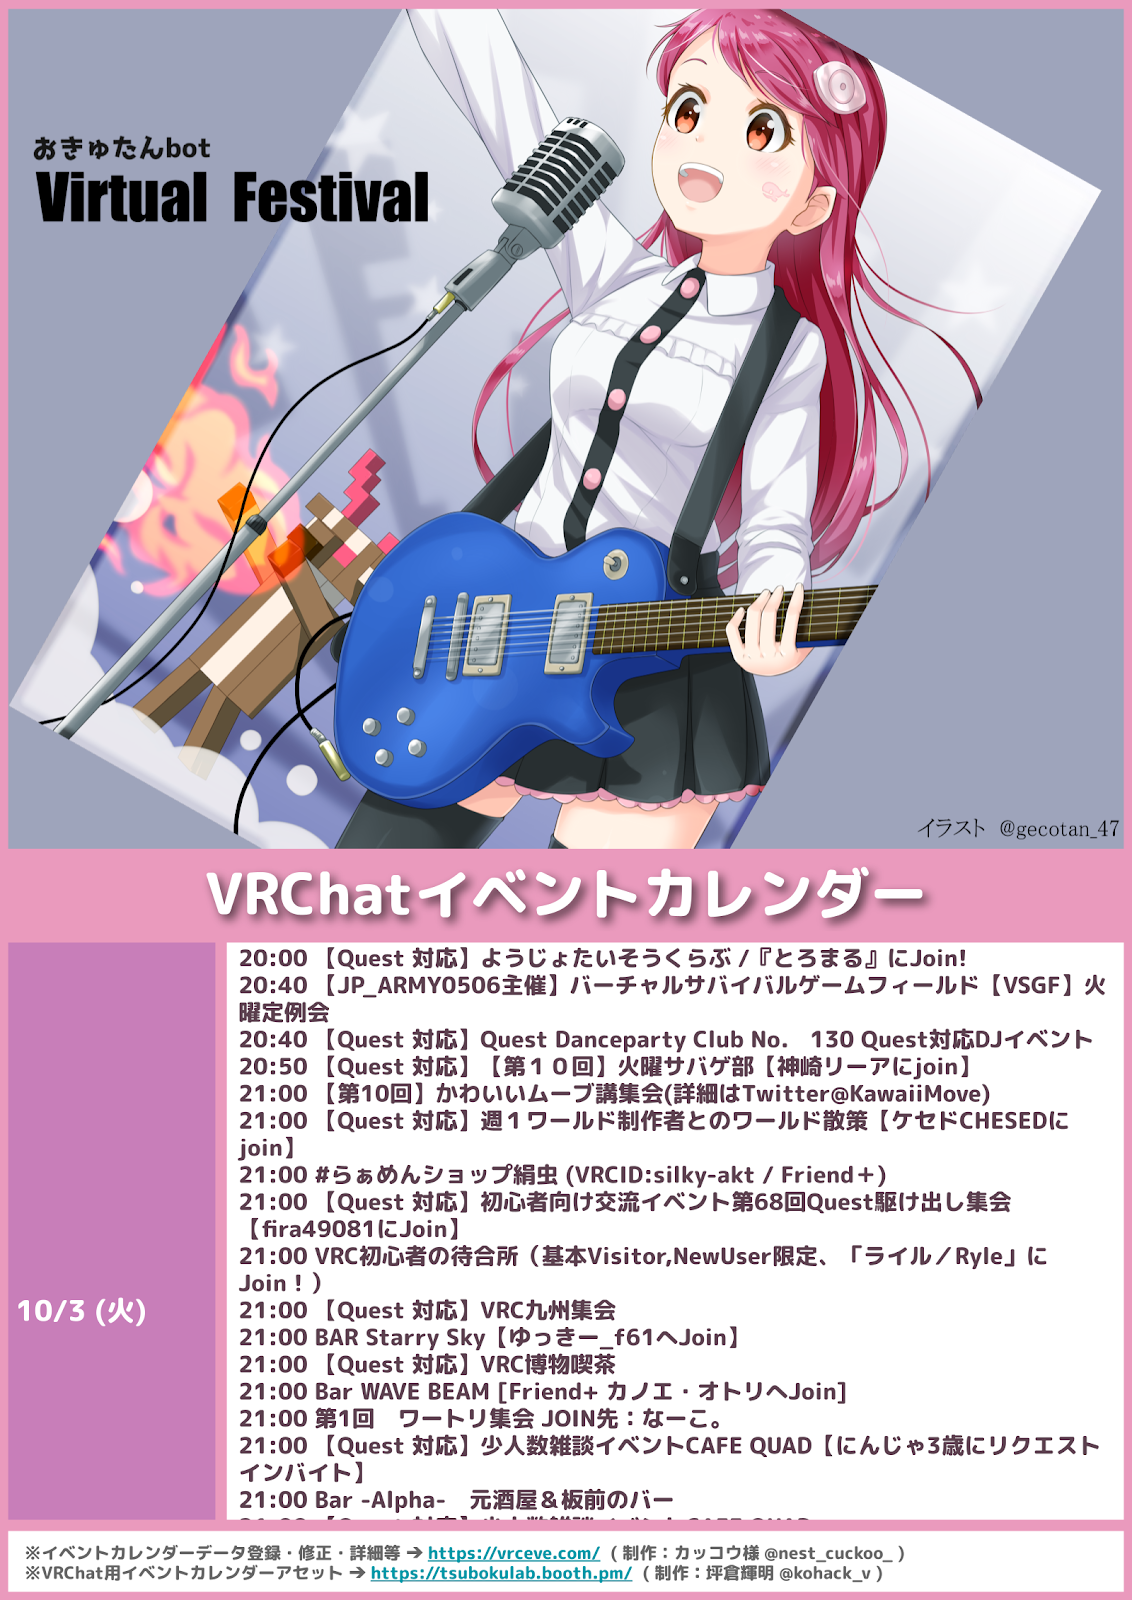 おきゅたんbot
Virtual Festival
イラスト @gecotan_47
VRChatイベントカレンダー
10/3 (火)
20:00 【Quest 対応】ようじょたいそうくらぶ /『とろまる』にJoin!
20:40 【JP_ARMY0506主催】バーチャルサバイバルゲームフィールド【VSGF】火
曜定例会
20:40 【Quest 対応】Quest Danceparty Club No.　130 Quest対応DJイベント
20:50 【Quest 対応】【第１０回】火曜サバゲ部【神崎リーアにjoin】
21:00 【第10回】かわいいムーブ講集会(詳細はTwitter@KawaiiMove)
21:00 【Quest 対応】週１ワールド制作者とのワールド散策【ケセドCHESEDに
join】
21:00 #らぁめんショップ絹虫 (VRCID:silky-akt / Friend＋)
21:00 【Quest 対応】初心者向け交流イベント第68回Quest駆け出し集会
【fira49081にJoin】
21:00 VRC初心者の待合所（基本Visitor,NewUser限定、「ライル／Ryle」に
Join！）
21:00 【Quest 対応】VRC九州集会
21:00 BAR Starry Sky【ゆっきー_f61へJoin】
21:00 【Quest 対応】VRC博物喫茶
21:00 Bar WAVE BEAM [Friend+ カノエ・オトリへJoin]
21:00 第1回　ワートリ集会 JOIN先：なーこ。
21:00 【Quest 対応】少人数雑談イベントCAFE QUAD【にんじゃ3歳にリクエスト
インバイト】
21:00 Bar -Alpha-　元酒屋＆板前のバー
※イベントカレンダーデータ登録・修正・詳細等 ➔ https://vrceve.com/ ( 制作：カッコウ様 @nest_cuckoo_ )
※VRChat用イベントカレンダーアセット ➔ https://tsubokulab.booth.pm/ ( 制作：坪倉輝明 @kohack_v )